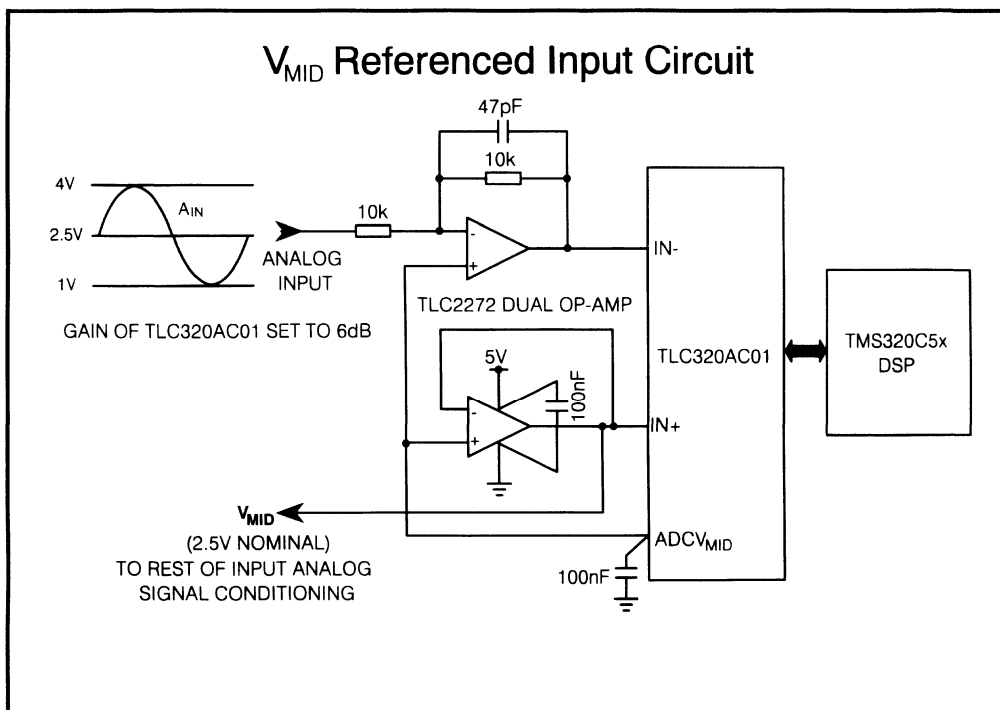 V_MID Referenced Input Circuit
47pF
10k
4V
A_IN
10k
2.5V
ANALOG
INPUT
1V
-
+
IN-
GAIN OF TLC320AC01 SET TO 6dB
TLC2272 DUAL OP-AMP
TLC320AC01
TMS320C5x
DSP
5V
100nF
-
+
IN+
V_MID
(2.5V NOMINAL)
TO REST OF INPUT ANALOG
SIGNAL CONDITIONING
ADCV_MID
100nF